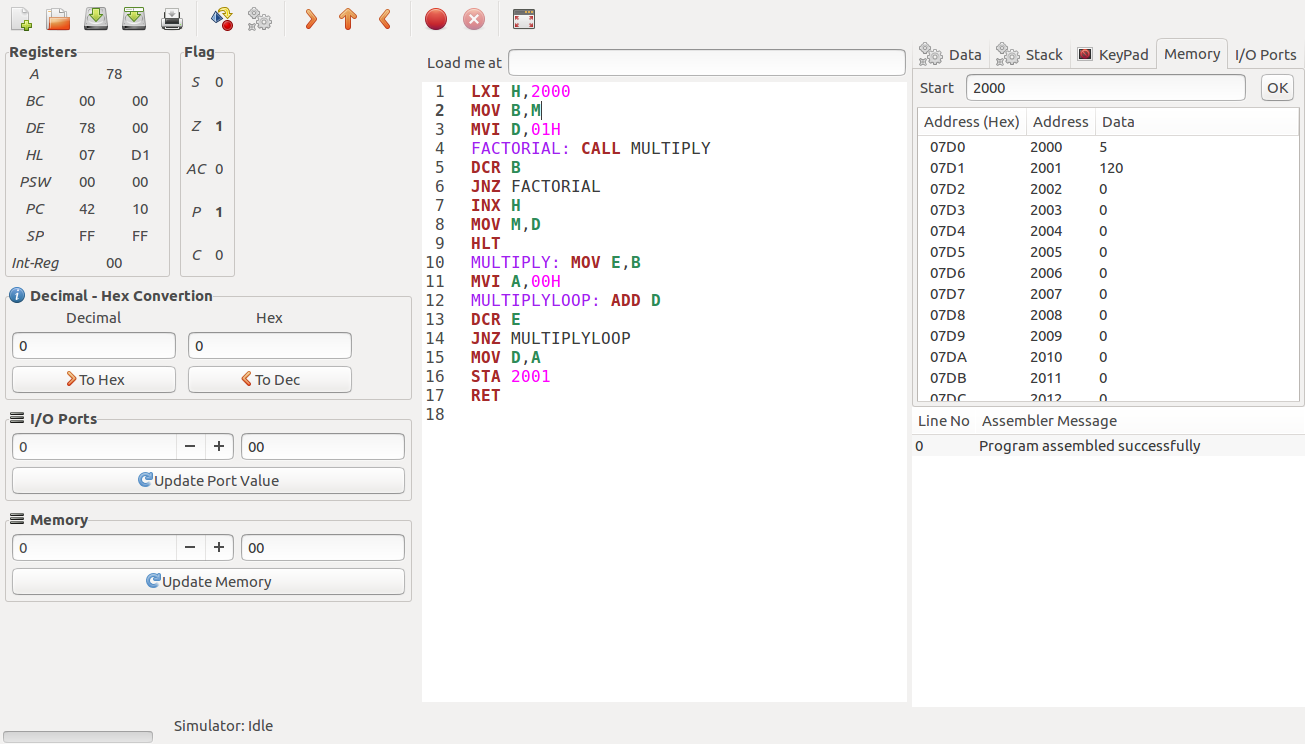 Registers
A 78
BC 00 00
DE 78 00
HL 07 D1
PSW 00 00
PC 42 10
SP FF FF
Int-Reg 00
Flag
S 0
Z 1
AC 0
P 1
C 0
Decimal - Hex Convertion
Decimal Hex
0 0
To Hex To Dec
I/O Ports
0 − + 00
Update Port Value
Memory
0 − + 00
Update Memory
Simulator: Idle
Load me at
1 LXI H,2000
2 MOV B,M
3 MVI D,01H
4 FACTORIAL: CALL MULTIPLY
5 DCR B
6 JNZ FACTORIAL
7 INX H
8 MOV M,D
9 HLT
10 MULTIPLY: MOV E,B
11 MVI A,00H
12 MULTIPLYLOOP: ADD D
13 DCR E
14 JNZ MULTIPLYLOOP
15 MOV D,A
16 STA 2001
17 RET
18
Data Stack KeyPad Memory I/O Ports
Start 2000 OK
Address (Hex) Address Data
07D0 2000 5
07D1 2001 120
07D2 2002 0
07D3 2003 0
07D4 2004 0
07D5 2005 0
07D6 2006 0
07D7 2007 0
07D8 2008 0
07D9 2009 0
07DA 2010 0
07DB 2011 0
07DC 2012 0
Line No Assembler Message
0 Program assembled successfully